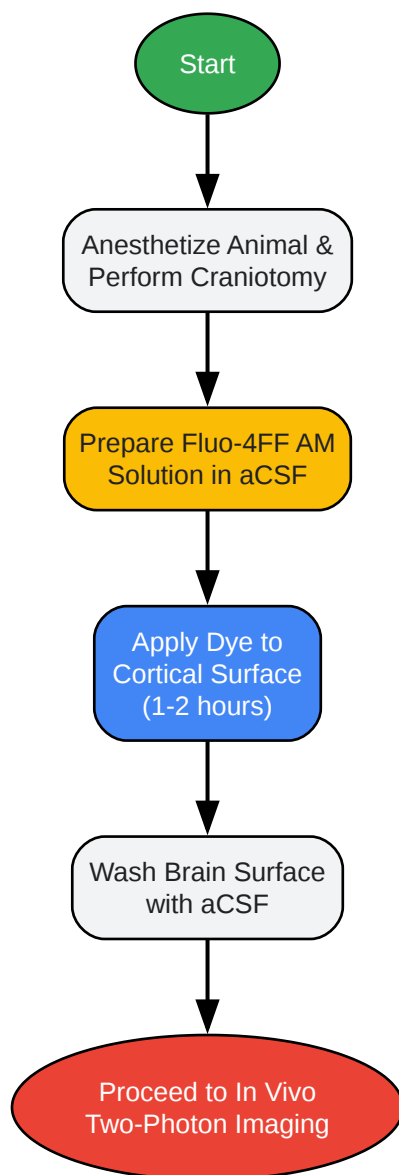 Start
Anesthetize Animal &
Perform Craniotomy
Prepare Fluo-4FF AM
Solution in aCSF
Apply Dye to
Cortical Surface
(1-2 hours)
Wash Brain Surface
with aCSF
Proceed to In Vivo
Two-Photon Imaging